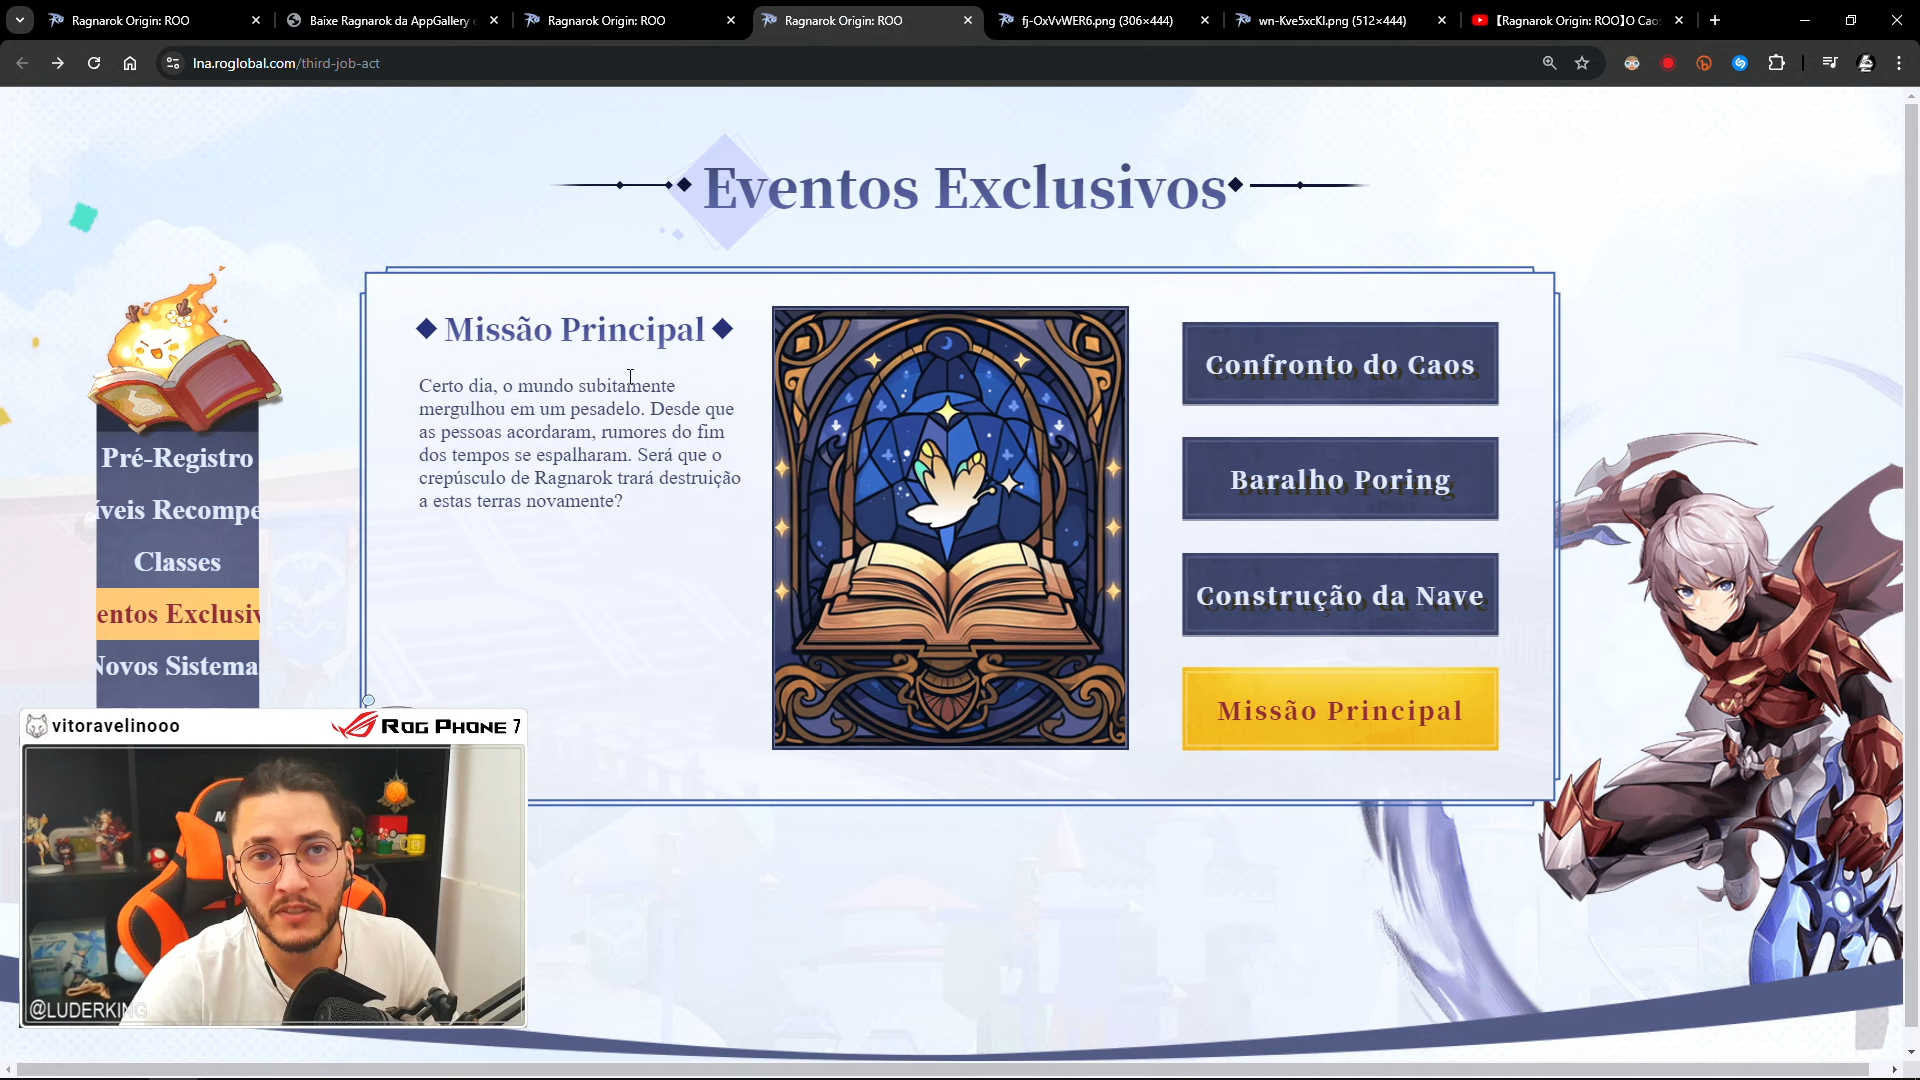 Ragnarok Origin: ROO
Baixe Ragnarok da AppGallery e
Ragnarok Origin: ROO
Ragnarok Origin: ROO
fj-OxVvWER6.png (306×444)
wn-Kve5xcKl.png (512×444)
【Ragnarok Origin: ROO】O Cao
lna.roglobal.com/third-job-act
Eventos Exclusivos
Missão Principal
Certo dia, o mundo subitamente
mergulhou em um pesadelo. Desde que
as pessoas acordaram, rumores do fim
dos tempos se espalharam. Será que o
crepúsculo de Ragnarok trará destruição
a estas terras novamente?
Confronto do Caos
Baralho Poring
Construção da Nave
Missão Principal
Pré-Registro
íveis Recompe
Classes
entos Exclusiv
Novos Sistema
vitoravelinooo
ROG PHONE 7
@LUDERKING